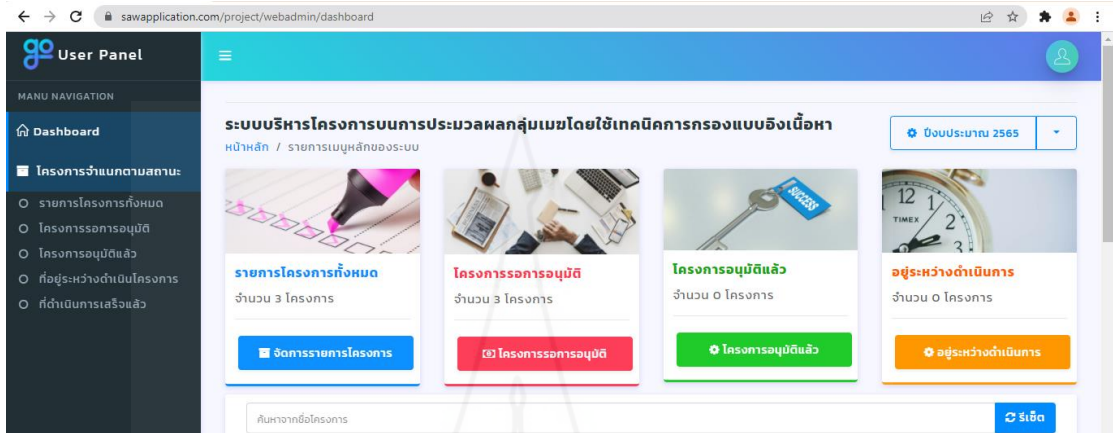 sawapplication.com/project/webadmin/dashboard
go User Panel
MANU NAVIGATION
Dashboard
โครงการจำแนกตามสถานะ
รายการโครงการทั้งหมด
โครงการรอการอนุมัติ
โครงการอนุมัติแล้ว
ที่อยู่ระหว่างดำเนินโครงการ
ที่ดำเนินการเสร็จแล้ว
ระบบบริหารโครงการบนการประมวลผลกลุ่มเมฆโดยใช้เทคนิคการกรองแบบอิงเนื้อหา
หน้าหลัก / รายการเมนูหลักของระบบ
ปีงบประมาณ 2565
รายการโครงการทั้งหมด
จำนวน 3 โครงการ
จัดการรายการโครงการ
โครงการรอการอนุมัติ
จำนวน 3 โครงการ
โครงการรอการอนุมัติ
SUCCESS
โครงการอนุมัติแล้ว
จำนวน 0 โครงการ
โครงการอนุมัติแล้ว
12 1
TIMEX 2
3
อยู่ระหว่างดำเนินการ
จำนวน 0 โครงการ
อยู่ระหว่างดำเนินการ
ค้นหาจากชื่อโครงการ
รีเซ็ต